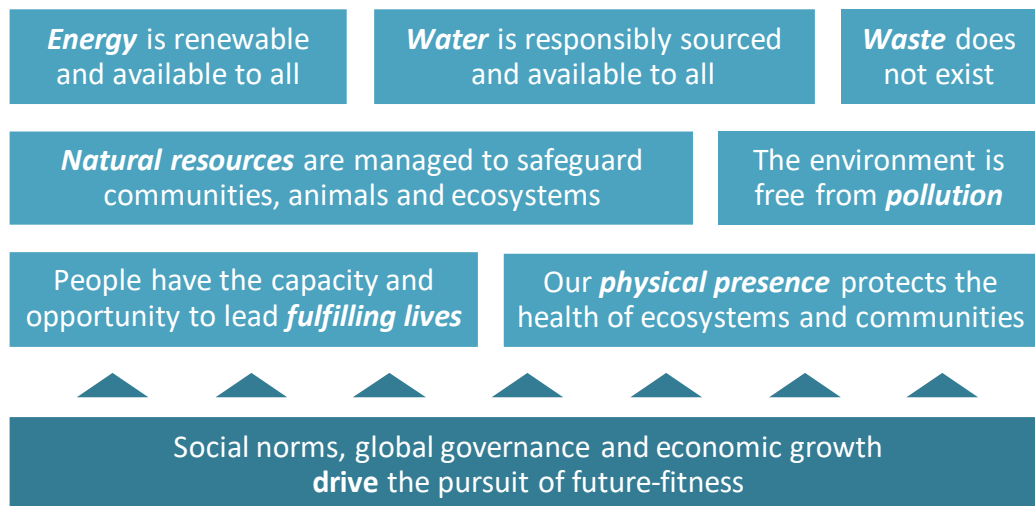 Energy is renewable
and available to all
Water is responsibly sourced
and available to all
Waste does
not exist
Natural resources are managed to safeguard
communities, animals and ecosystems
The environment is
free from pollution
People have the capacity and
opportunity to lead fulfilling lives
Our physical presence protects the
health of ecosystems and communities
Social norms, global governance and economic growth
drive the pursuit of future-fitness